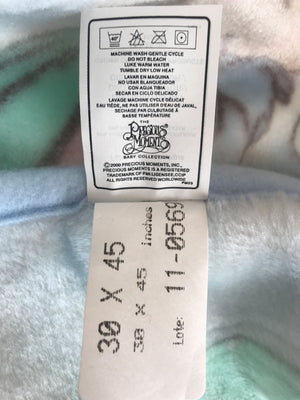 40°
MACHINE WASH-GENTLE CYCLE
DO NOT BLEACH
LUKE WARM WATER
TUMBLE DRY LOW HEAT
LAVAR EN MAQUINA
NO USAR BLANQUEADOR
CON AGUA TIBIA
SECAR EN CICLO DELICADO
LAVAGE MACHINE CYCLE DÉLICAT
EAU TIÈDE, NE PAS UTILISER D'EAU DE JAVAL,
SECHAGE PAR CULBUTAGE À
BASSE TEMPÉRATURE
THE
PRECIOUS
MOMENTS
BABY COLLECTION
©2000 PRECIOUS MOMENTS, INC.
PRECIOUS MOMENTS IS A REGISTERED
TRADEMARK OF PMI LICENSEE, CCIP
ALL RIGHTS RESERVED WORLDWIDE
30 X 45
30 X 45 inches
Lote: 11-0569